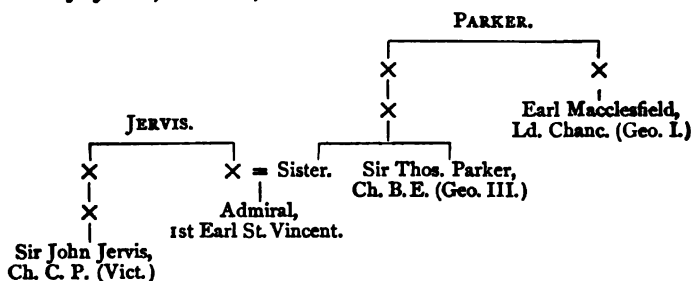 PARKER.
Earl Macclesfield,
Ld. Chanc. (Geo. I.)
JERVIS.
= Sister. Sir Thos. Parker,
Ch. B. E. (Geo. III.)
Admiral,
1st Earl St. Vincent.
Sir John Jervis,
Ch. C. P. (Vict.)